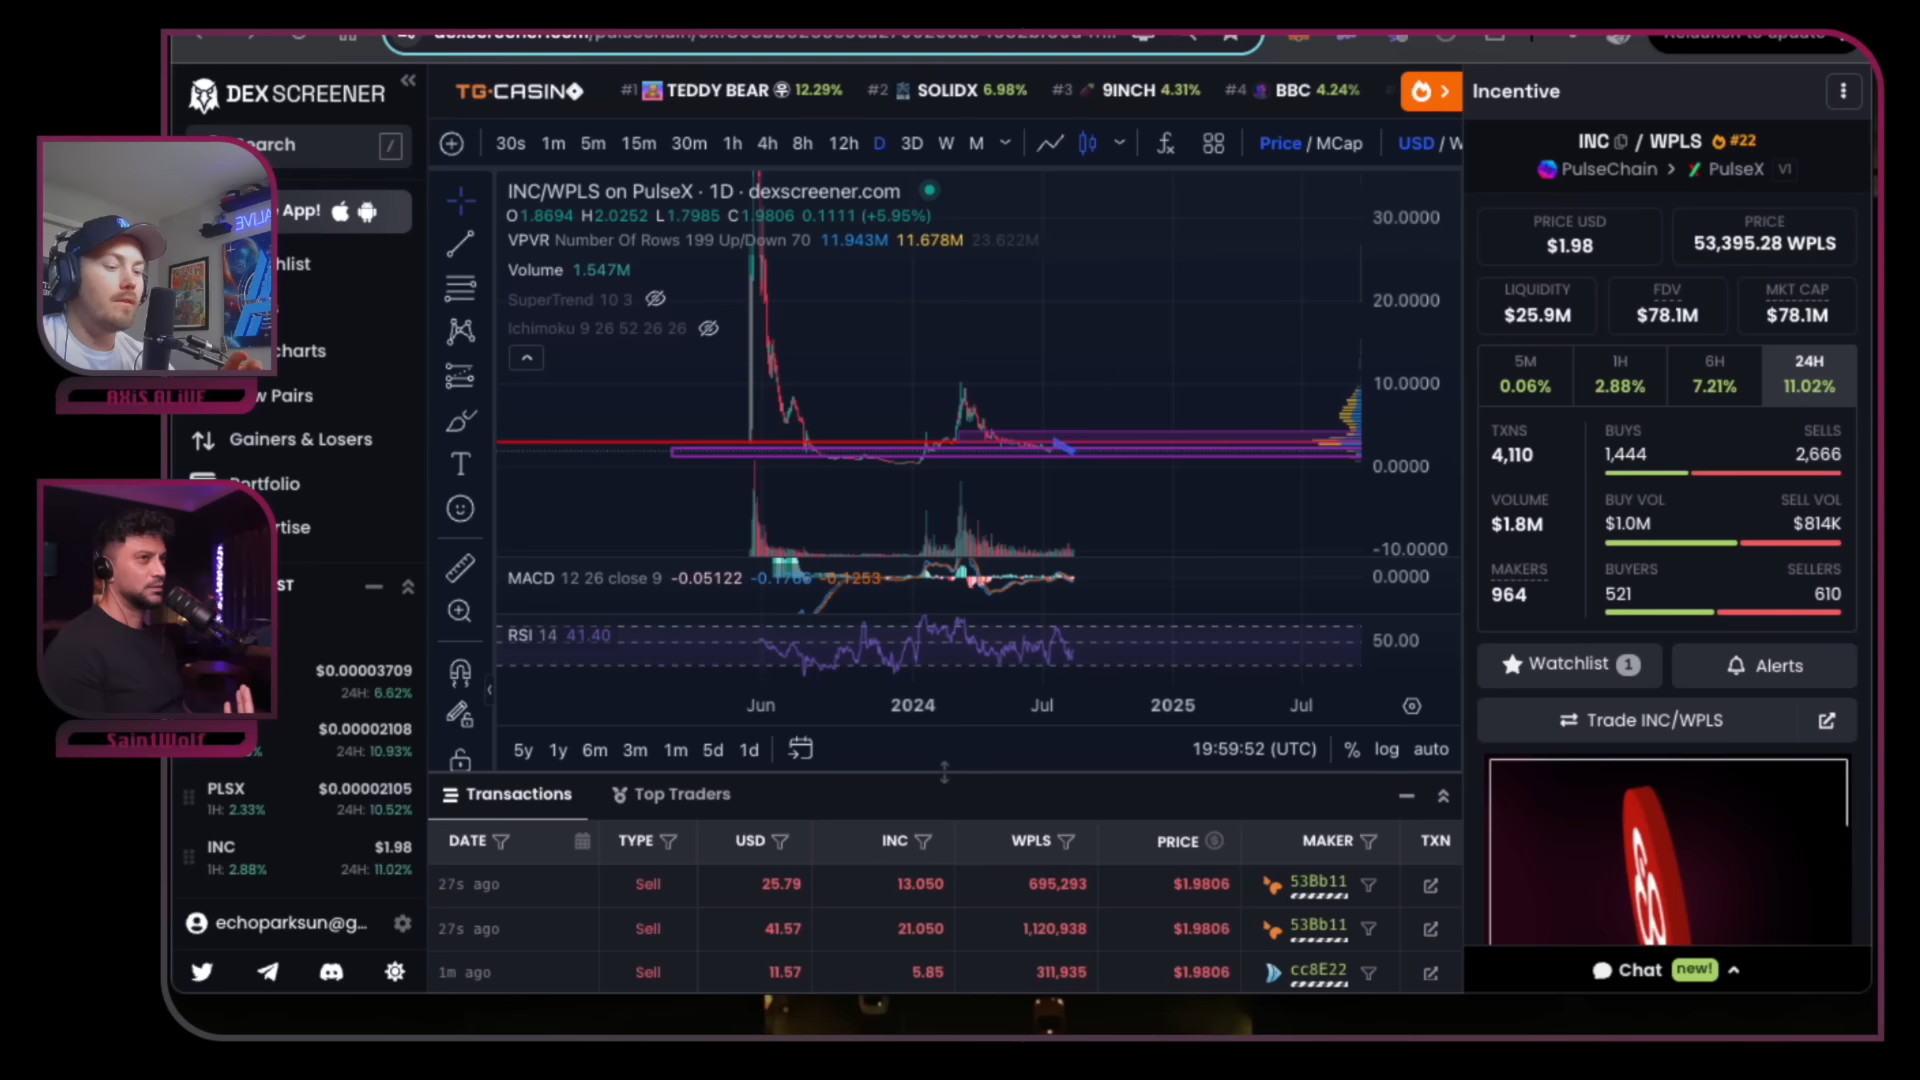 DEX SCREENER
TG·CASINO
#1 TEDDY BEAR 12.29% #2 SOLIDX 6.98% #3 9INCH 4.31% #4 BBC 4.24%
Incentive
/
30s 1m 5m 15m 30m 1h 4h 8h 12h D 3D W M
Price / MCap
USD / W
INC / WPLS #22
PulseChain > PulseX V1
App!
INC/WPLS on PulseX · 1D · dexscreener.com
O1.8694 H2.0252 L1.7985 C1.9806 0.1111 (+5.95%)
VPVR Number Of Rows 199 Up/Down 70 11.943M 11.678M 23.622M
Volume 1.547M
SuperTrend 10 3
Ichimoku 9 26 52 26 26
30.0000
20.0000
10.0000
0.0000
-10.0000
0.0000
50.00
MACD 12 26 close 9 -0.05122 -0.1253
RSI 14 41.40
Jun 2024 Jul 2025 Jul
5y 1y 6m 3m 1m 5d 1d
19:59:52 (UTC) % log auto
PRICE USD
$1.98
PRICE
53,395.28 WPLS
LIQUIDITY
$25.9M
FDV
$78.1M
MKT CAP
$78.1M
5M
0.06%
1H
2.88%
6H
7.21%
24H
11.02%
TXNS
4,110
BUYS
1,444
SELLS
2,666
VOLUME
$1.8M
BUY VOL
$1.0M
SELL VOL
$814K
MAKERS
964
BUYERS
521
SELLERS
610
Watchlist 1
Alerts
Trade INC/WPLS
Chat new!
AXiS ALiVE
charts
Pairs
Gainers & Losers
SaintWolf
$0.00003709
24H: 6.62%
$0.00002108
24H: 10.93%
PLSX $0.00002105
1H: 2.33% 24H: 10.52%
INC $1.98
1H: 2.88% 24H: 11.02%
echoparksun@g...
Transactions
Top Traders
DATE TYPE USD INC WPLS PRICE MAKER TXN
27s ago Sell 25.79 13.050 695,293 $1.9806 53Bb11
27s ago Sell 41.57 21.050 1,120,938 $1.9806 53Bb11
1m ago Sell 11.57 5.85 311,935 $1.9806 cc8E22